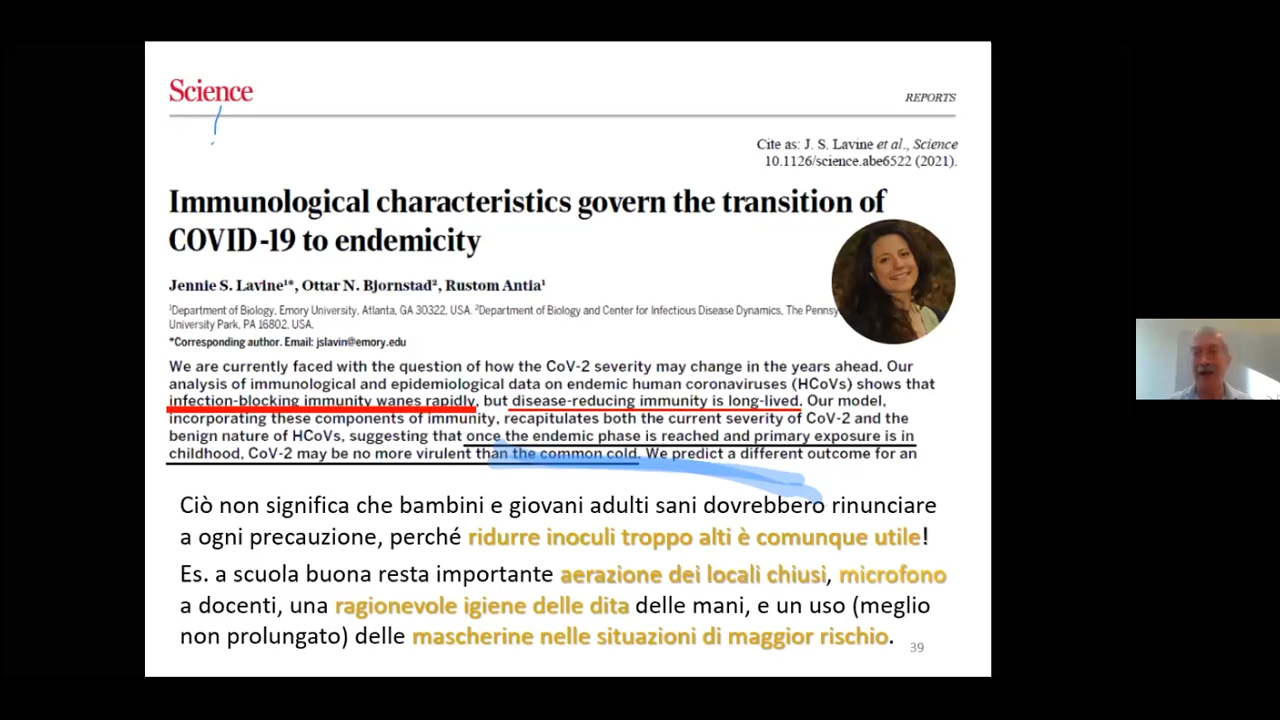 Science
REPORTS
Cite as: J. S. Lavine et al., Science
10.1126/science.abe6522 (2021).
Immunological characteristics govern the transition of
COVID-19 to endemicity
Jennie S. Lavine¹*, Ottar N. Bjornstad², Rustom Antia¹
¹Department of Biology, Emory University, Atlanta, GA 30322, USA. ²Department of Biology and Center for Infectious Disease Dynamics, The Pennsy
University Park, PA 16802, USA.
*Corresponding author. Email: jslavin@emory.edu
We are currently faced with the question of how the CoV-2 severity may change in the years ahead. Our
analysis of immunological and epidemiological data on endemic human coronaviruses (HCoVs) shows that
infection-blocking immunity wanes rapidly, but disease-reducing immunity is long-lived. Our model,
incorporating these components of immunity, recapitulates both the current severity of CoV-2 and the
benign nature of HCoVs, suggesting that once the endemic phase is reached and primary exposure is in
childhood, CoV-2 may be no more virulent than the common cold. We predict a different outcome for an
Ciò non significa che bambini e giovani adulti sani dovrebbero rinunciare
a ogni precauzione, perché ridurre inoculi troppo alti è comunque utile!
Es. a scuola buona resta importante aerazione dei locali chiusi, microfono
a docenti, una ragionevole igiene delle dita delle mani, e un uso (meglio
non prolungato) delle mascherine nelle situazioni di maggior rischio.
39